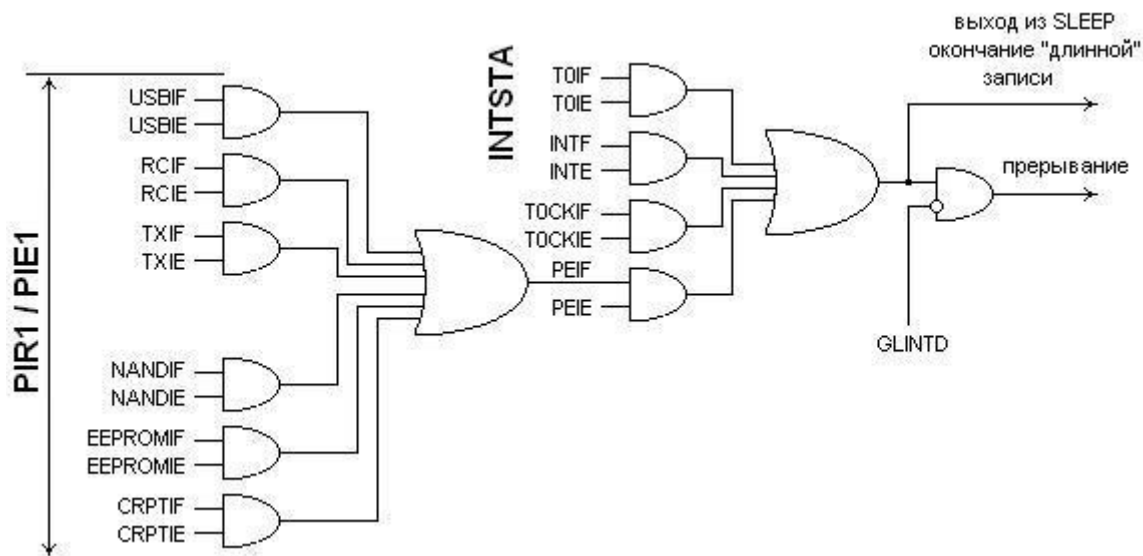 выход из SLEEP
окончание "длинной"
записи
прерывание
GLINTD
INTSTA
T0IF
T0IE
INTF
INTE
T0CKIF
T0CKIE
PEIF
PEIE
PIR1 / PIE1
USBIF
USBIE
RCIF
RCIE
TXIF
TXIE
NANDIF
NANDIE
EEPROMIF
EEPROMIE
CRPTIF
CRPTIE